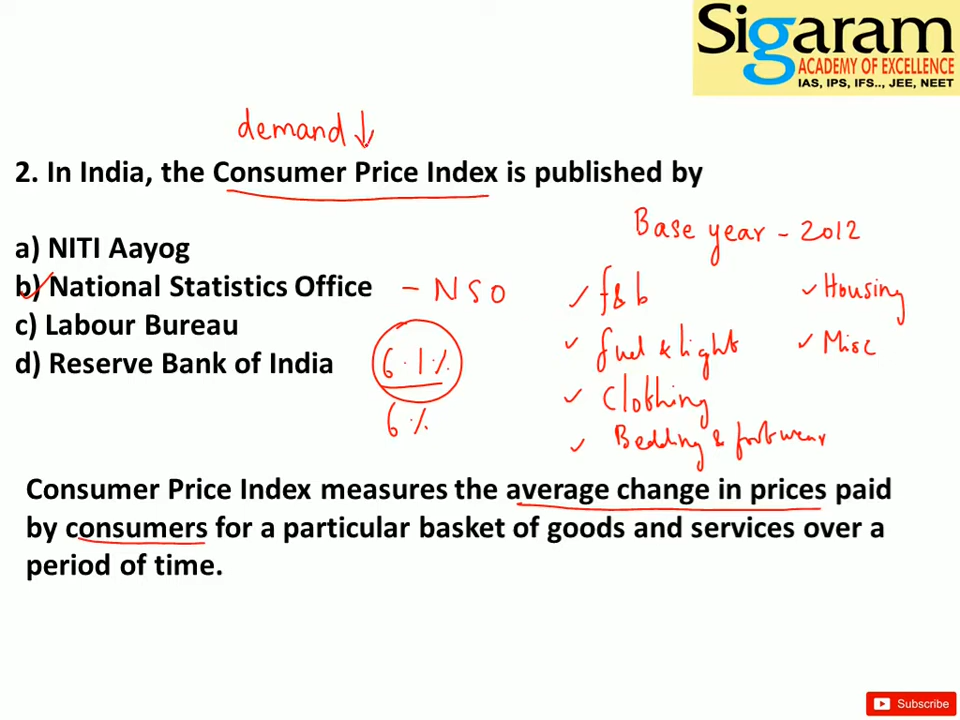 Sigaram
ACADEMY OF EXCELLENCE
IAS, IPS, IFS.., JEE, NEET
demand ↓
2. In India, the Consumer Price Index is published by
Base year - 2012
a) NITI Aayog
b) National Statistics Office - NSO
c) Labour Bureau
d) Reserve Bank of India
6.1%
6%
✓ f&b
✓ fuel & light
✓ Clothing
✓ Bedding & footwear
✓ Housing
✓ Misc
Consumer Price Index measures the average change in prices paid
by consumers for a particular basket of goods and services over a
period of time.
Subscribe